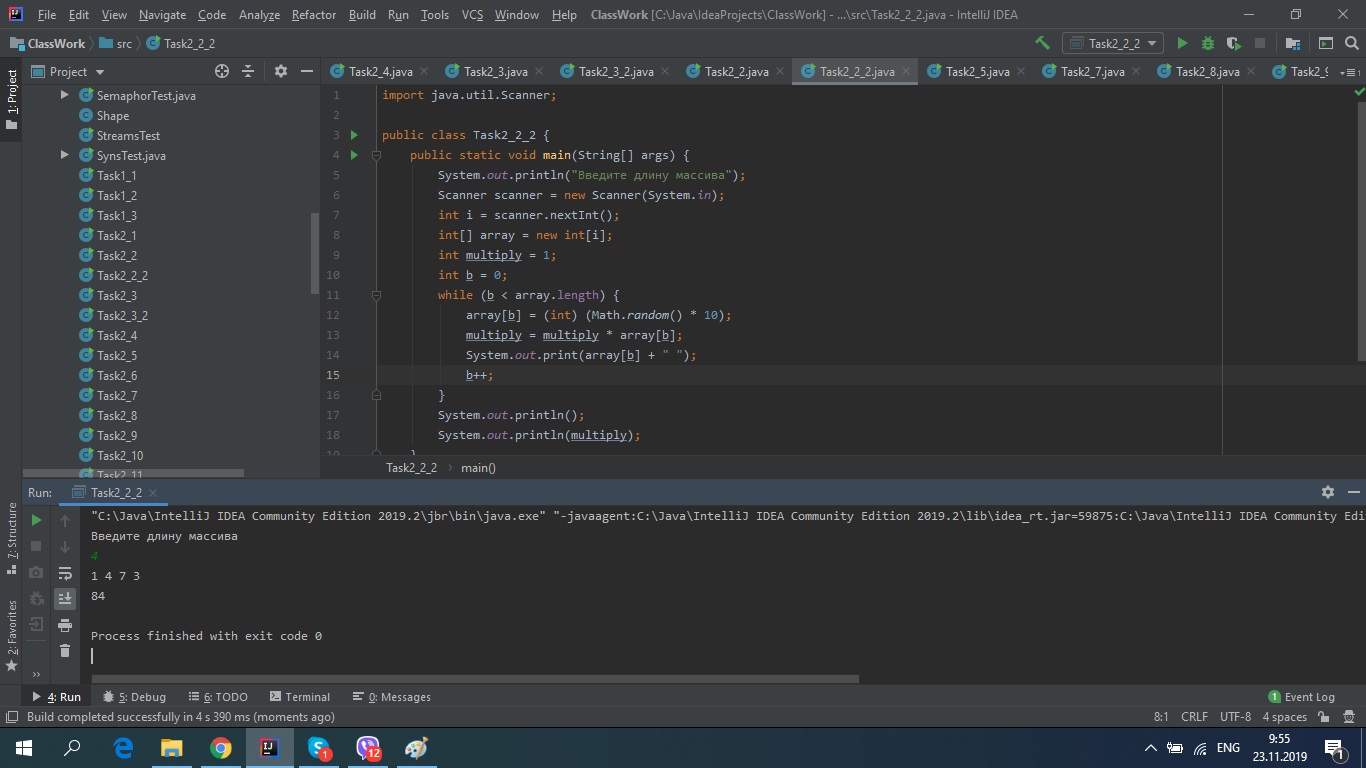 File Edit View Navigate Code Analyze Refactor Build Run Tools VCS Window Help ClassWork [C:\Java\IdeaProjects\ClassWork] - ...\src\Task2_2_2.java - IntelliJ IDEA
ClassWork src Task2_2_2 Task2_2_2
1: Project
Project
Task2_4.java Task2_3.java Task2_3_2.java Task2_2.java Task2_2_2.java Task2_5.java Task2_7.java Task2_8.java
SemaphorTest.java
Shape
StreamsTest
SynsTest.java
Task1_1
Task1_2
Task1_3
Task2_1
Task2_2
Task2_2_2
Task2_3
Task2_3_2
Task2_4
Task2_5
Task2_6
Task2_7
Task2_8
Task2_9
Task2_10
Task2_11
1 import java.util.Scanner;
2
3 public class Task2_2_2 {
4 public static void main(String[] args) {
5 System.out.println("Введите длину массива");
6 Scanner scanner = new Scanner(System.in);
7 int i = scanner.nextInt();
8 int[] array = new int[i];
9 int multiply = 1;
10 int b = 0;
11 while (b < array.length) {
12 array[b] = (int) (Math.random() * 10);
13 multiply = multiply * array[b];
14 System.out.print(array[b] + " ");
15 b++;
16 }
17 System.out.println();
18 System.out.println(multiply);
19 }
Task2_2_2 main()
Run: Task2_2_2
"C:\Java\IntelliJ IDEA Community Edition 2019.2\jbr\bin\java.exe" "-javaagent:C:\Java\IntelliJ IDEA Community Edition 2019.2\lib\idea_rt.jar=59875:C:\Java\IntelliJ IDEA Community Edi
Введите длину массива
4
1 4 7 3
84
Process finished with exit code 0
7: Structure
2: Favorites
4: Run 5: Debug 6: TODO Terminal 0: Messages 1 Event Log
Build completed successfully in 4 s 390 ms (moments ago) 8:1 CRLF UTF-8 4 spaces
1 12 ENG 9:55
23.11.2019 1